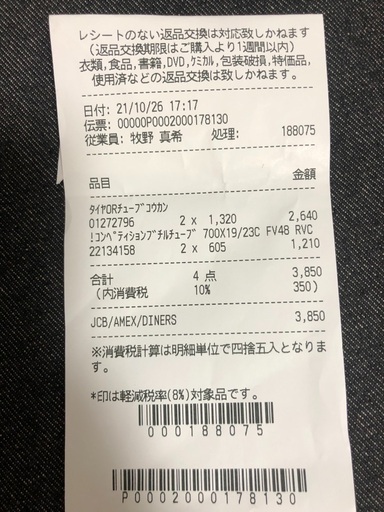 レシートのない返品交換は対応致しかねます
(返品交換期限はご購入より1週間以内)
衣類,食品,書籍,DVD,ケミカル,包装破損,特価品,
使用済などの返品交換は致しかねます。
日付: 21/10/26 17:17
伝票: 00000P0002000178130
従業員: 牧野 真希 処理: 188075
品目 金額
タイヤORチューブコウカン
01272796 2 x 1,320 2,640
!コンペティションブチルチューブ 700X19/23C FV48 RVC
22134158 2 x 605 1,210
合計 4 点 3,850
(内消費税 10% 350)
JCB/AMEX/DINERS 3,850
※消費税計算は明細単位で四捨五入となりま
す。
*印は軽減税率(8%)対象品です。
000188075
P0002000178130